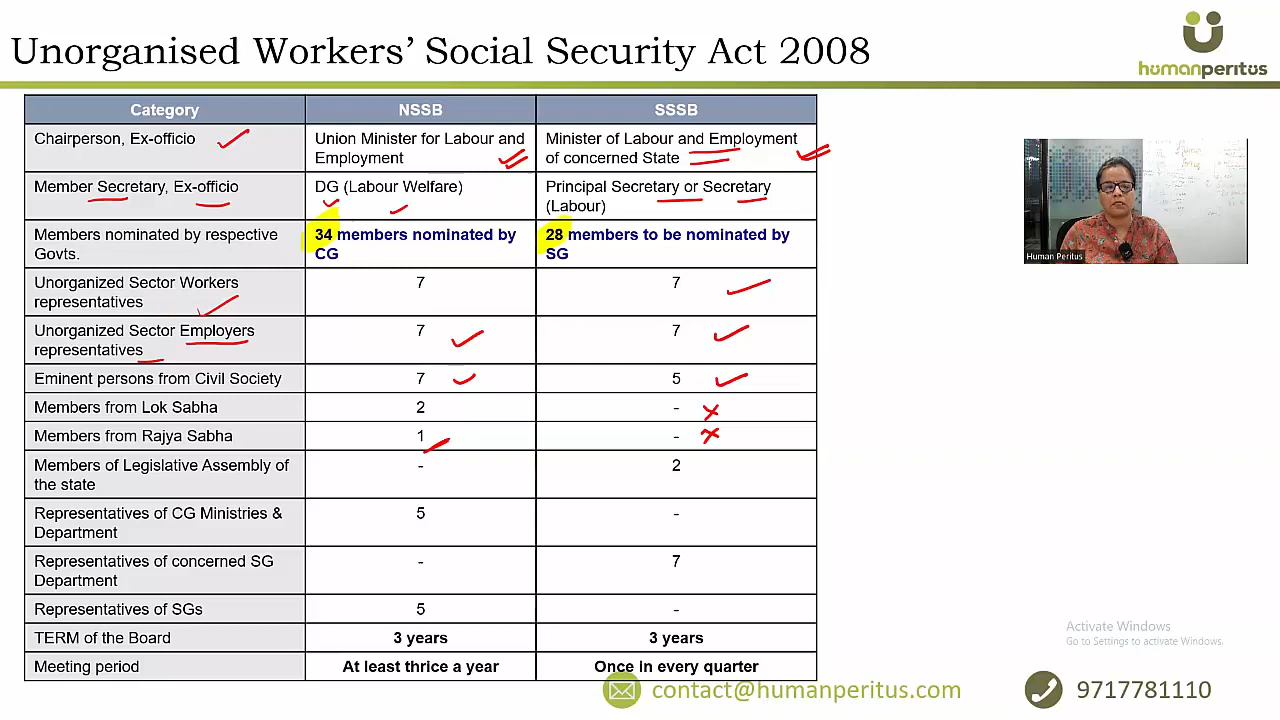 Unorganised Workers' Social Security Act 2008
humanperitus
Category NSSB SSSB
Chairperson, Ex-officio
Union Minister for Labour and
Employment
Minister of Labour and Employment
of concerned State
Member Secretary, Ex-officio
DG (Labour Welfare)
Principal Secretary or Secretary
(Labour)
Members nominated by respective
Govts.
34 members nominated by
CG
28 members to be nominated by
SG
Unorganized Sector Workers
representatives
7
7
Unorganized Sector Employers
representatives
7
7
Eminent persons from Civil Society 7 5
Members from Lok Sabha 2 -
Members from Rajya Sabha 1 -
Members of Legislative Assembly of
the state
-
2
Representatives of CG Ministries &
Department
5
-
Representatives of concerned SG
Department
-
7
Representatives of SGs 5 -
TERM of the Board 3 years 3 years
Meeting period At least thrice a year Once in every quarter
Human Peritus
Activate Windows
Go to Settings to activate Windows.
contact@humanperitus.com
9717781110